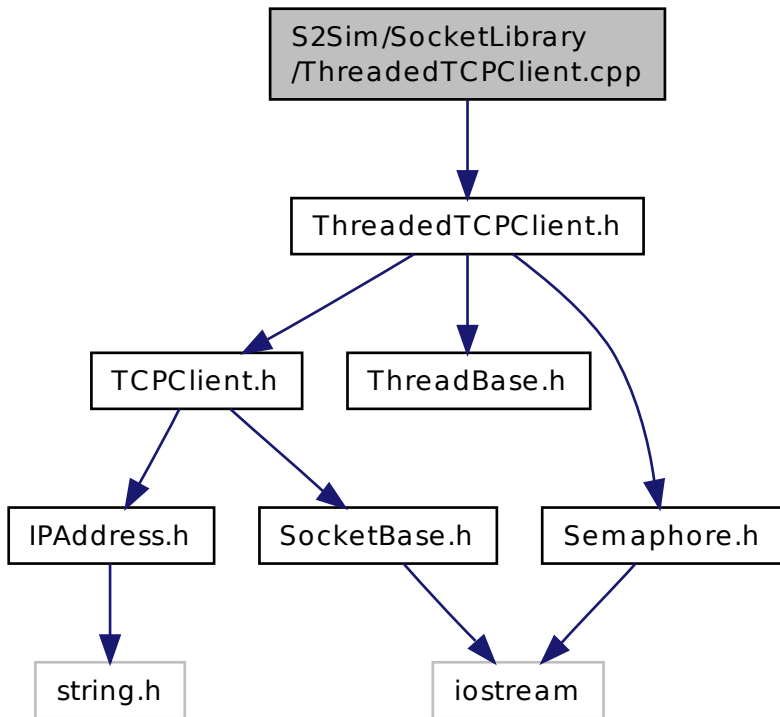 S2Sim/SocketLibrary
/ThreadedTCPClient.cpp
ThreadedTCPClient.h
TCPClient.h
ThreadBase.h
IPAddress.h
SocketBase.h
Semaphore.h
string.h
iostream